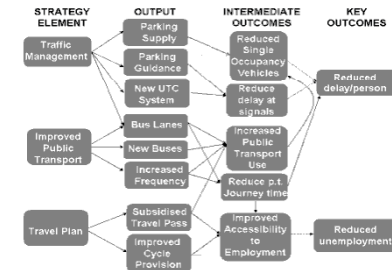 STRATEGY
ELEMENT
OUTPUT
INTERMEDIATE
OUTCOMES
KEY
OUTCOMES
Traffic
Management
Improved
Public
Transport
Travel Plan
Parking
Supply
Parking
Guidance
New UTC
System
Bus Lanes
New Buses
Increased
Frequency
Subsidised
Travel Pass
Improved
Cycle
Provision
Reduced
Single
Occupancy
Vehicles
Reduce
delay at
signals
Increased
Public
Transport
Use
Reduce p.t.
Journey time
Improved
Accessibility
to
Employment
Reduced
delay/person
Reduced
unemployment